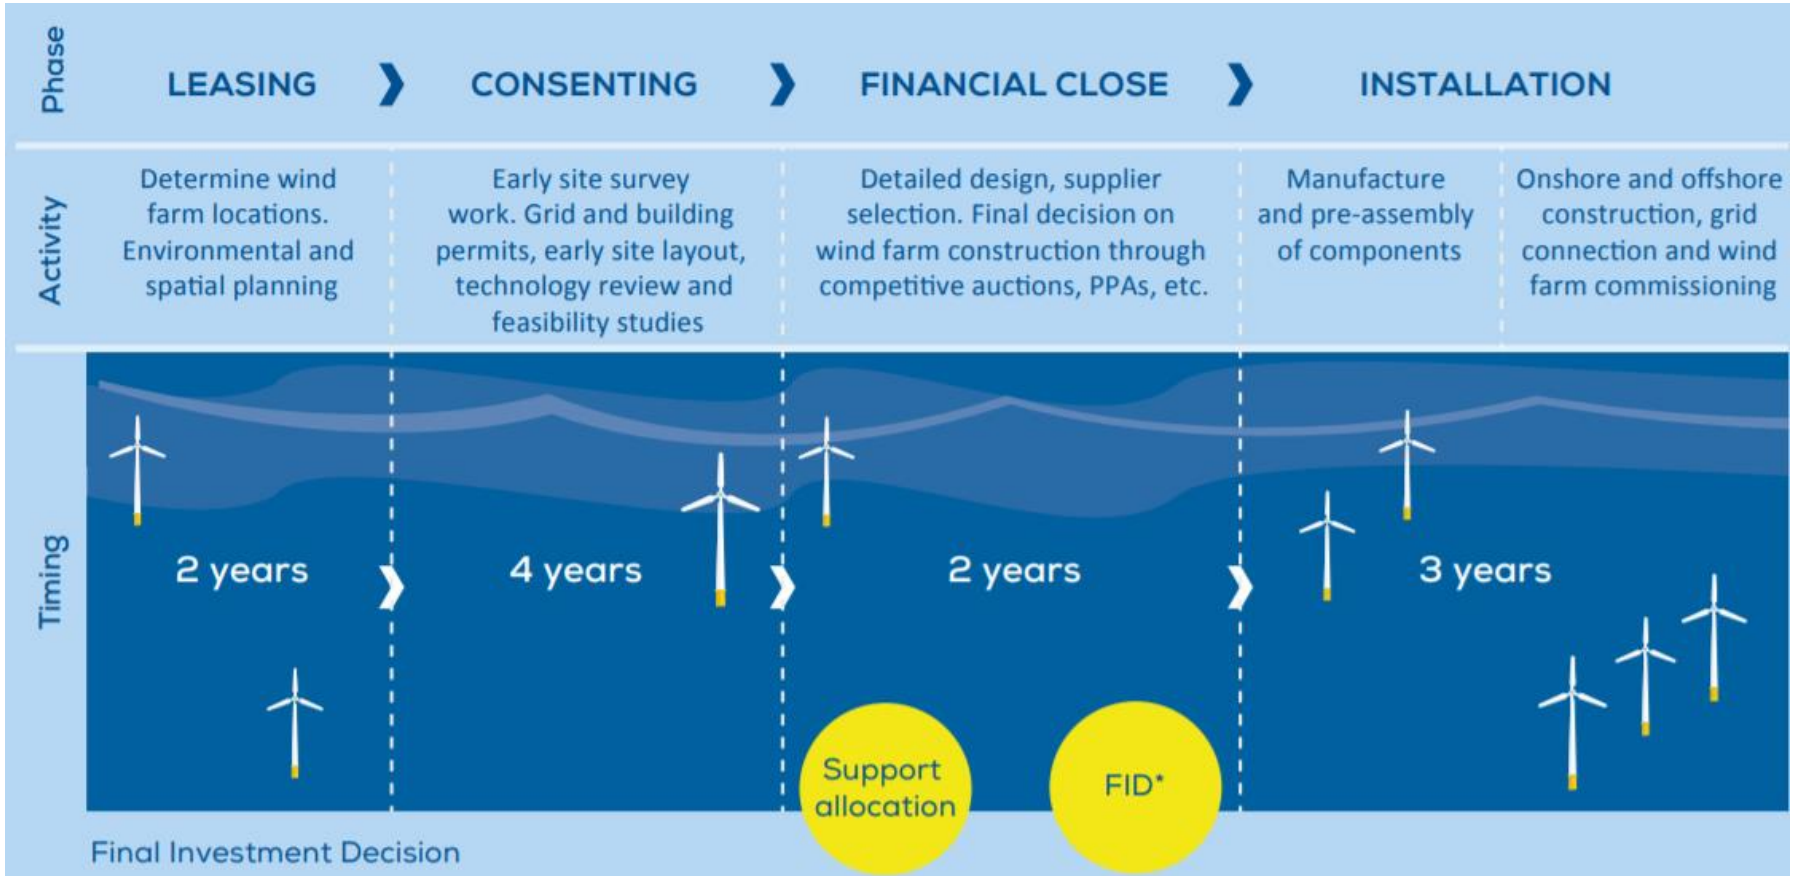 Phase
LEASING
CONSENTING
FINANCIAL CLOSE
INSTALLATION
Activity
Determine wind
farm locations.
Environmental and
spatial planning
Early site survey
work. Grid and building
permits, early site layout,
technology review and
feasibility studies
Detailed design, supplier
selection. Final decision on
wind farm construction through
competitive auctions, PPAs, etc.
Manufacture
and pre-assembly
of components
Onshore and offshore
construction, grid
connection and wind
farm commissioning
Timing
2 years
4 years
2 years
3 years
Support
allocation
FID*
Final Investment Decision